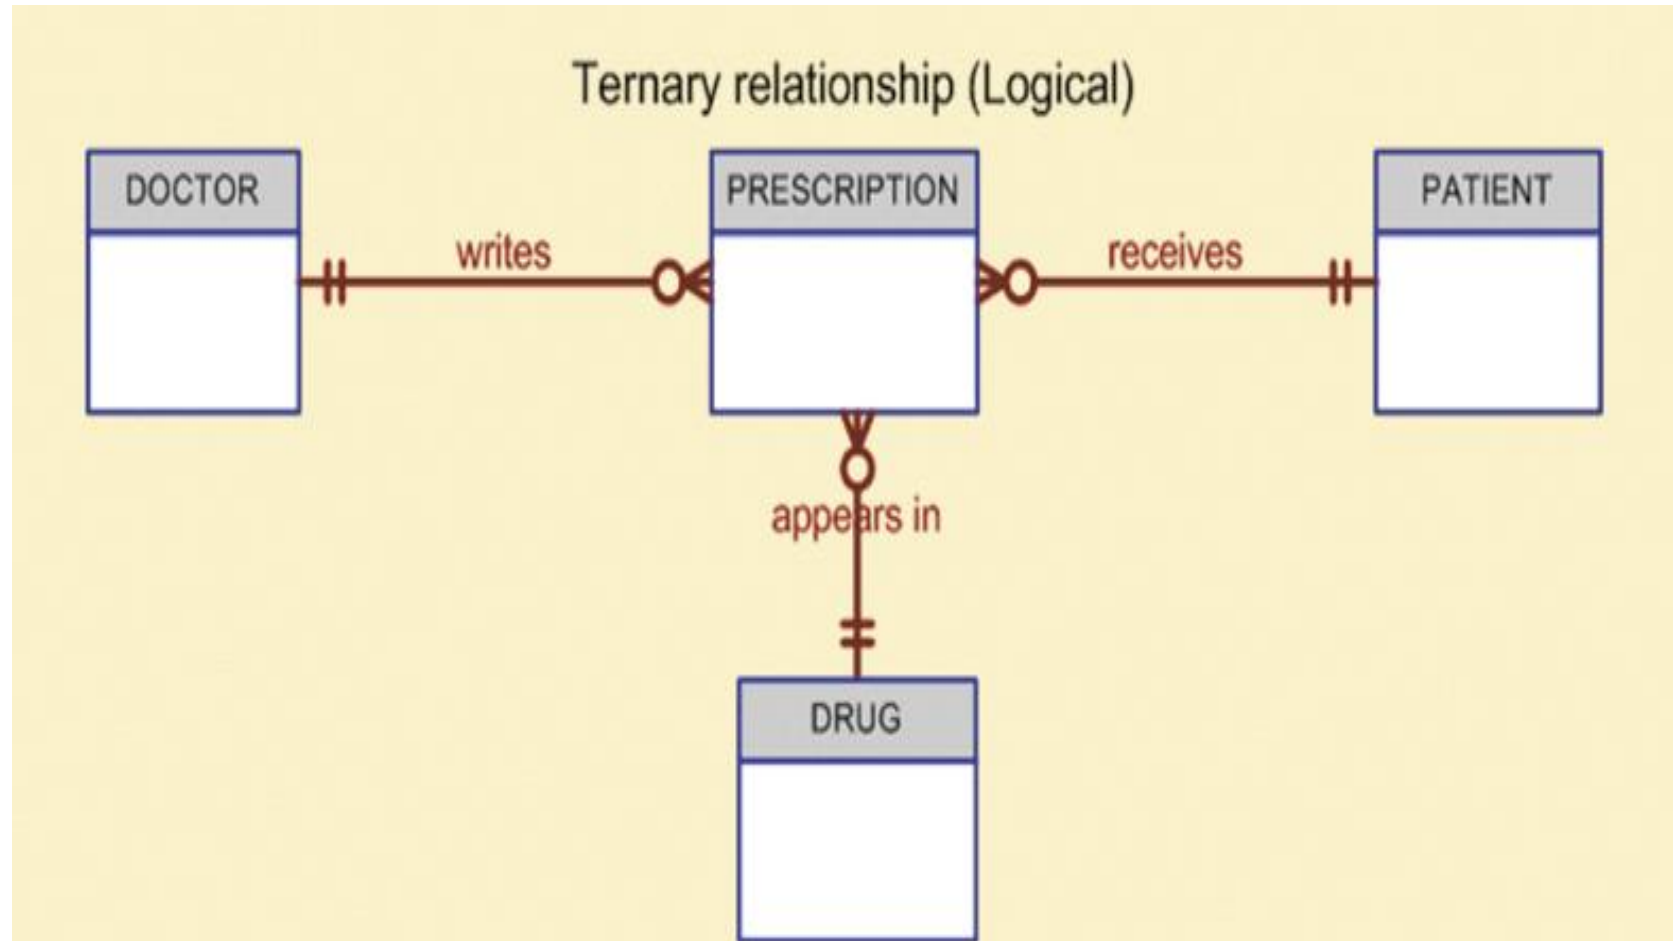 Ternary relationship (Logical)
DOCTOR
PRESCRIPTION
PATIENT
writes
receives
appears in
DRUG